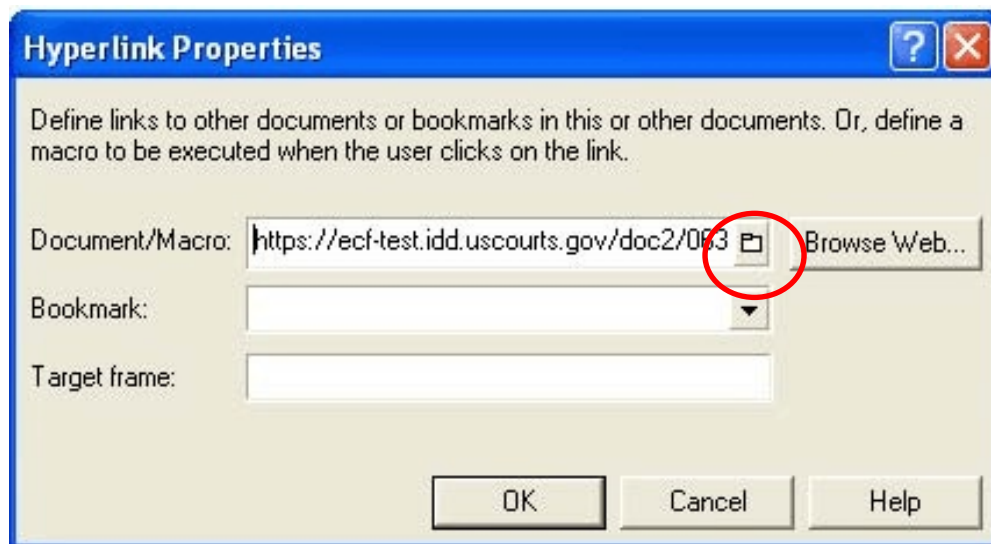 Hyperlink Properties
Define links to other documents or bookmarks in this or other documents. Or, define a
macro to be executed when the user clicks on the link.
Document/Macro: https://ecf-test.idd.uscourts.gov/doc2/063 Browse Web...
Bookmark:
Target frame:
OK Cancel Help